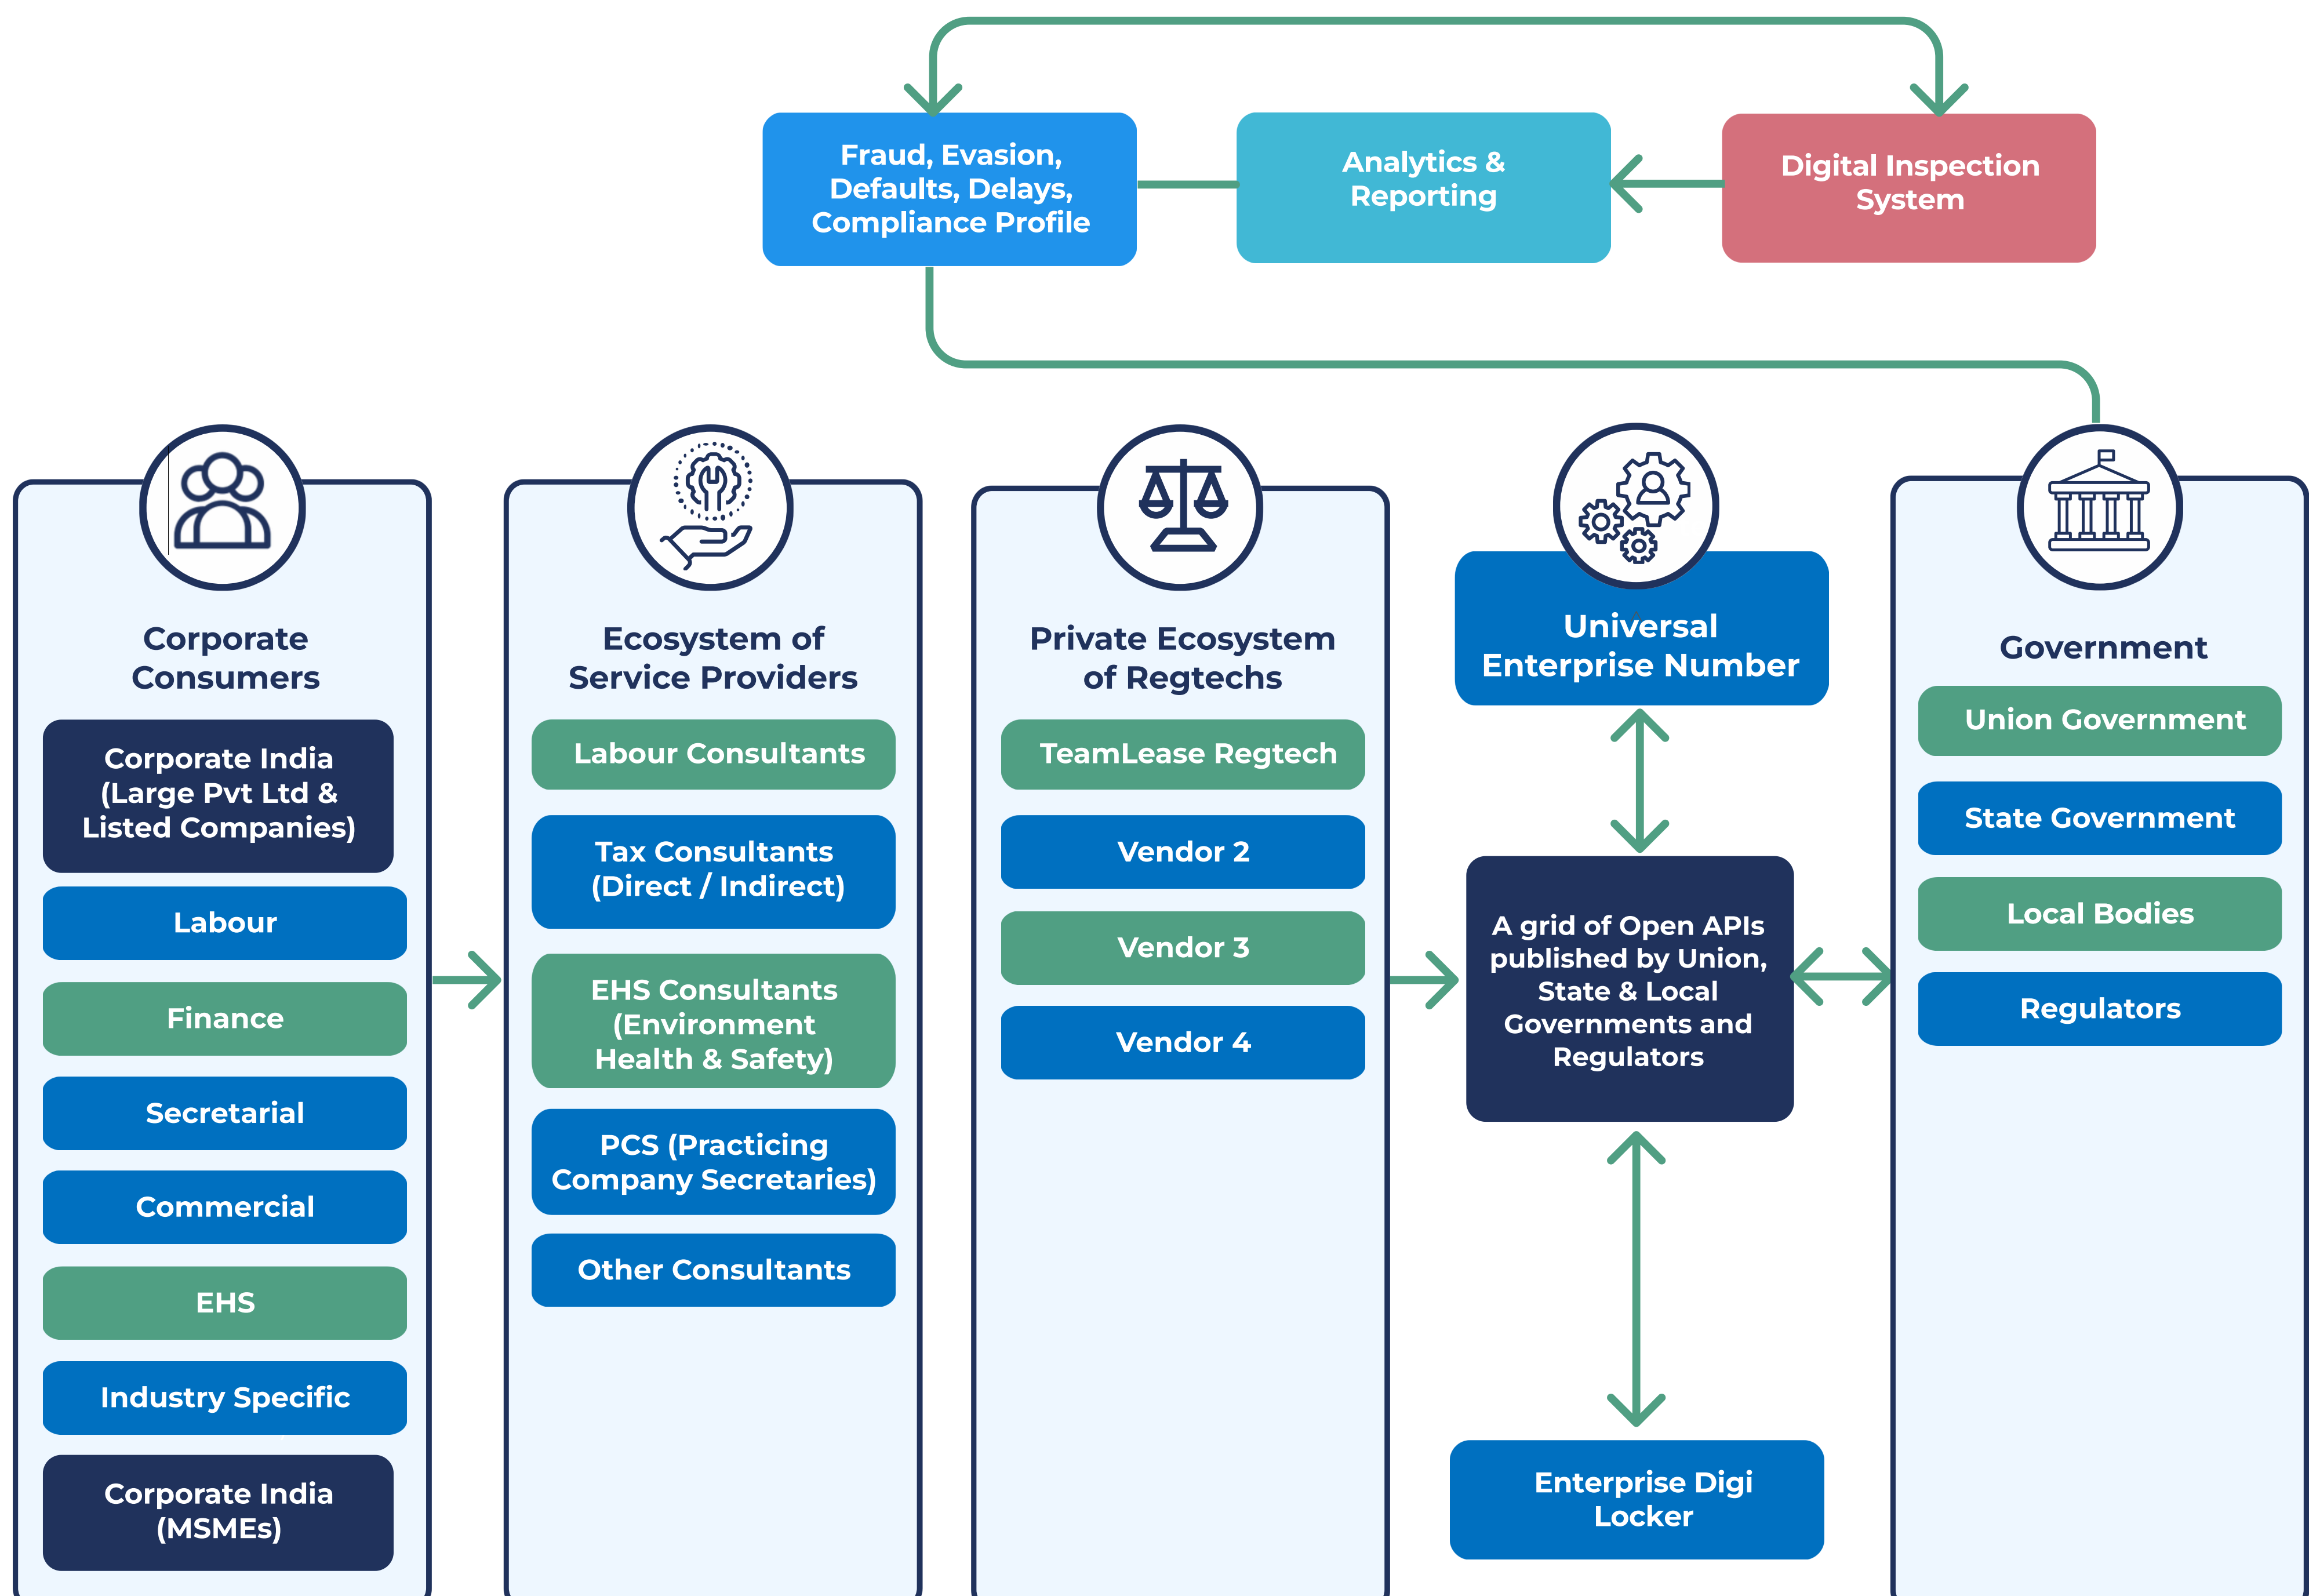 Fraud, Evasion,
Defaults, Delays,
Compliance Profile
Analytics &
Reporting
Digital Inspection
System
Corporate
Consumers
Corporate India
(Large Pvt Ltd &
Listed Companies)
Labour
Finance
Secretarial
Commercial
EHS
Industry Specific
Corporate India
(MSMEs)
Ecosystem of
Service Providers
Labour Consultants
Tax Consultants
(Direct / Indirect)
EHS Consultants
(Environment
Health & Safety)
PCS (Practicing
Company Secretaries)
Other Consultants
Private Ecosystem
of Regtechs
TeamLease Regtech
Vendor 2
Vendor 3
Vendor 4
Universal
Enterprise Number
A grid of Open APIs
published by Union,
State & Local
Governments and
Regulators
Enterprise Digi
Locker
Government
Union Government
State Government
Local Bodies
Regulators